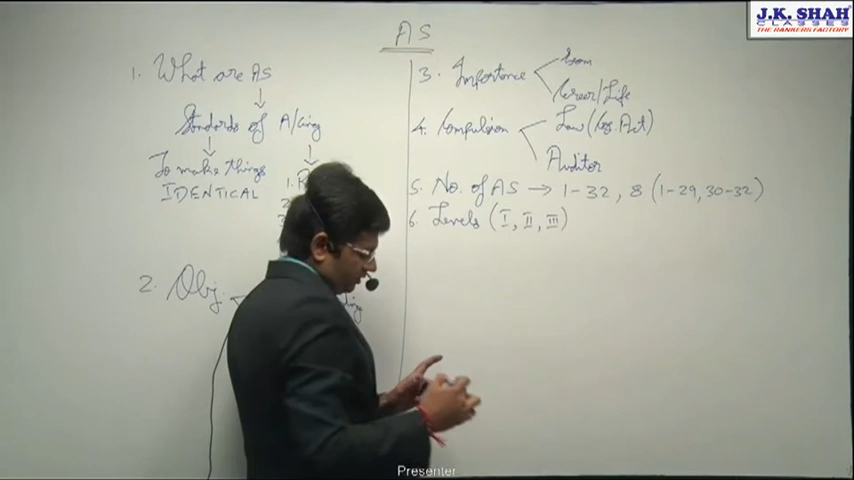 AS
1. What are AS
Standards of A/cing
To make things
IDENTICAL
1.
2. Obj.
3. Importance
Exam
Career/Life
4. Compulsion
Law (Cos. Act)
Auditor
5. No. of AS → 1-32, 8 (1-29, 30-32)
6. Levels (I, II, III)
J.K. SHAH
CLASSES
THE RANKERS FACTORY
Presenter